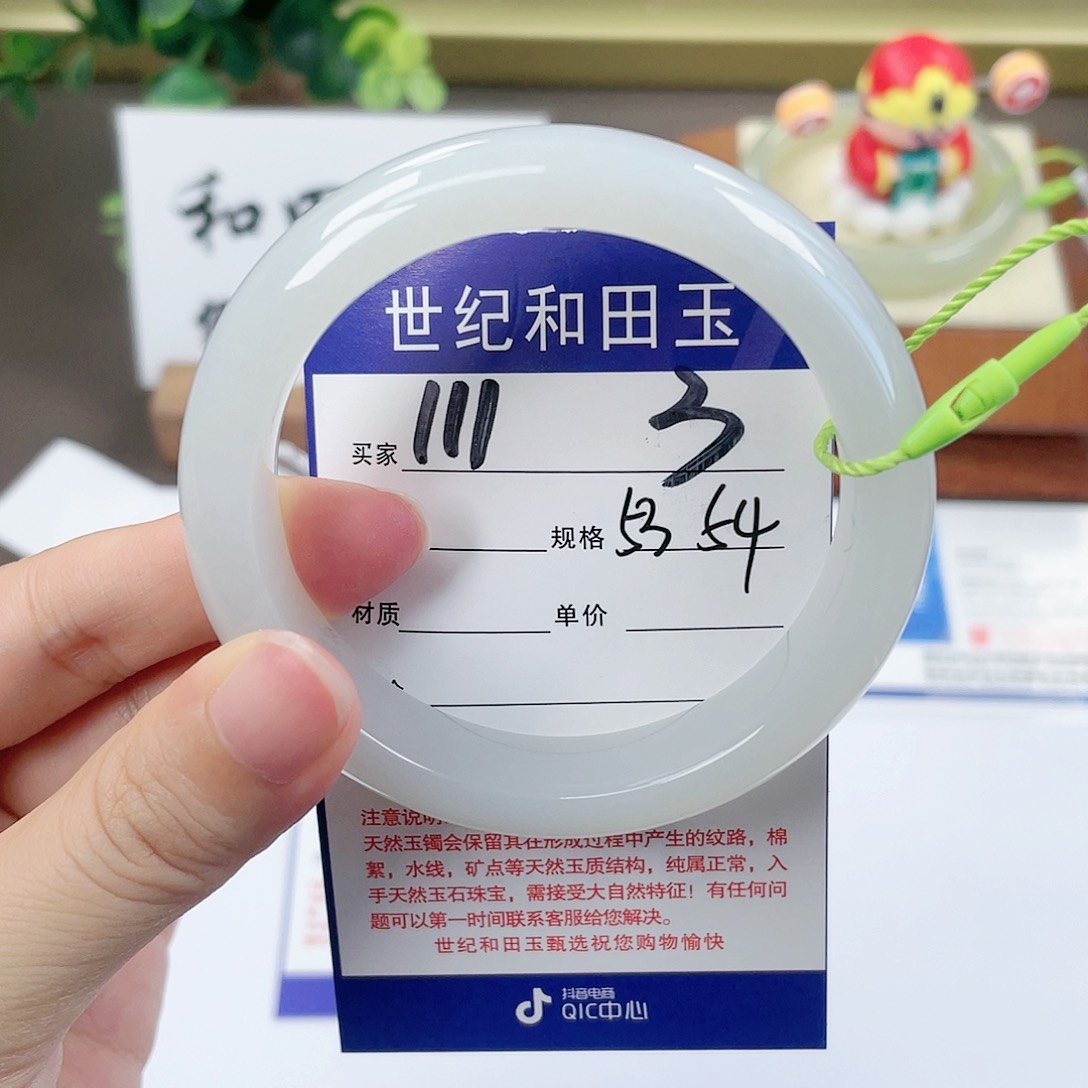 和田
世纪和田玉
买家 111 3
规格 53 54
材质 单价
注意说明
天然玉镯会保留其在形成过程中产生的纹路，棉
絮，水线，矿点等天然玉质结构，纯属正常，入
手天然玉石珠宝，需接受大自然特征！有任何问
题可以第一时间联系客服给您解决。
世纪和田玉甄选祝您购物愉快
抖音电商
QIC中心